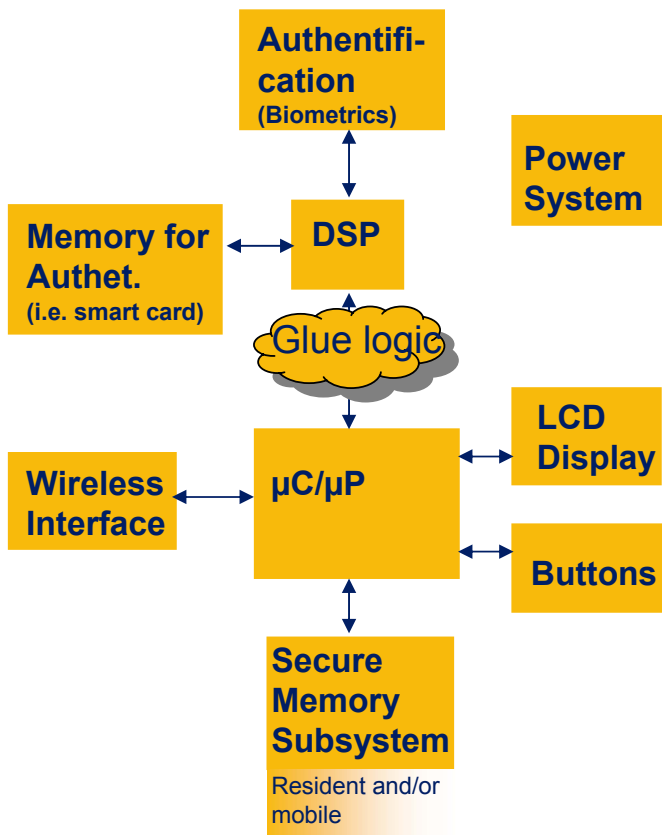 Authentifi-
cation
(Biometrics)
Power
System
Memory for
Authet.
(i.e. smart card)
DSP
Glue logic
LCD
Display
µC/µP
Wireless
Interface
Buttons
Secure
Memory
Subsystem
Resident and/or
mobile